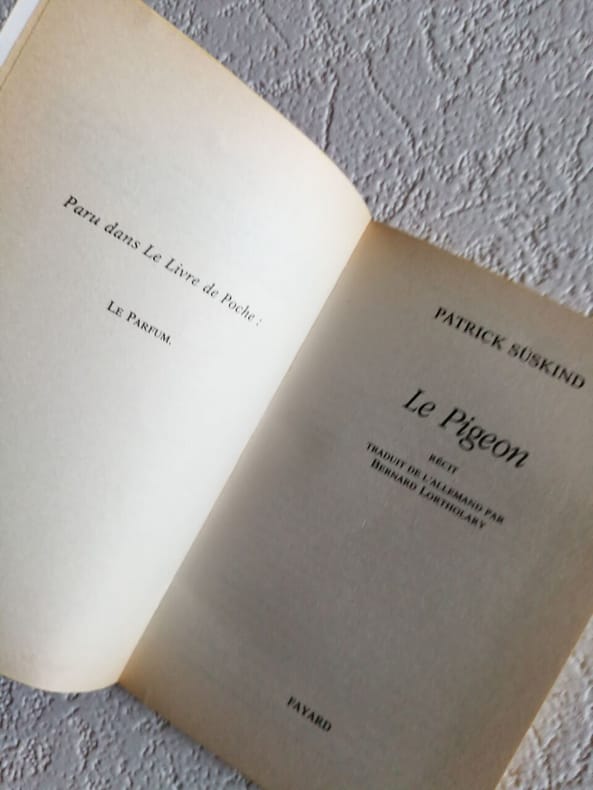 Paru dans Le Livre de Poche :
LE PARFUM.
PATRICK SÜSKIND
Le Pigeon
RÉCIT
TRADUIT DE L'ALLEMAND PAR
BERNARD LORTHOLARY
FAYARD